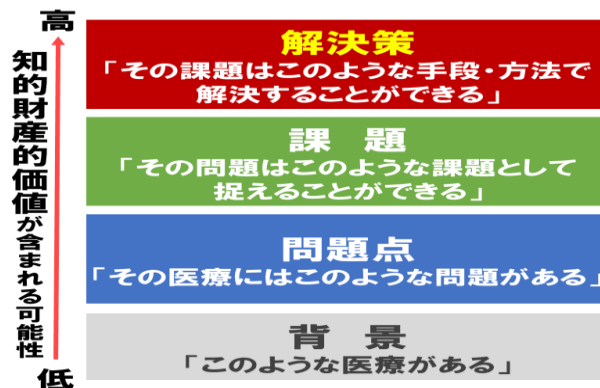 高
知的財産的価値が含まれる可能性
低
解決策
「その課題はこのような手段・方法で
解決することができる」
課 題
「その問題はこのような課題として
捉えることができる」
問題点
「その医療にはこのような問題がある」
背 景
「このような医療がある」